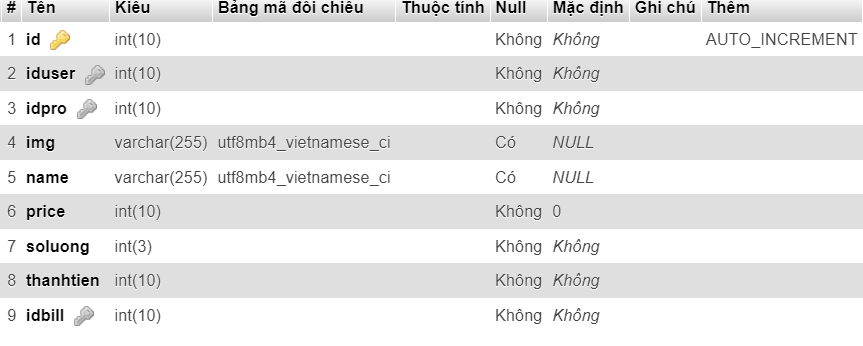 # Tên Kiểu Bảng mã đối chiếu Thuộc tính Null Mặc định Ghi chú Thêm
1 id int(10) Không Không AUTO_INCREMENT
2 iduser int(10) Không Không
3 idpro int(10) Không Không
4 img varchar(255) utf8mb4_vietnamese_ci Có NULL
5 name varchar(255) utf8mb4_vietnamese_ci Có NULL
6 price int(10) Không 0
7 soluong int(3) Không Không
8 thanhtien int(10) Không Không
9 idbill int(10) Không Không